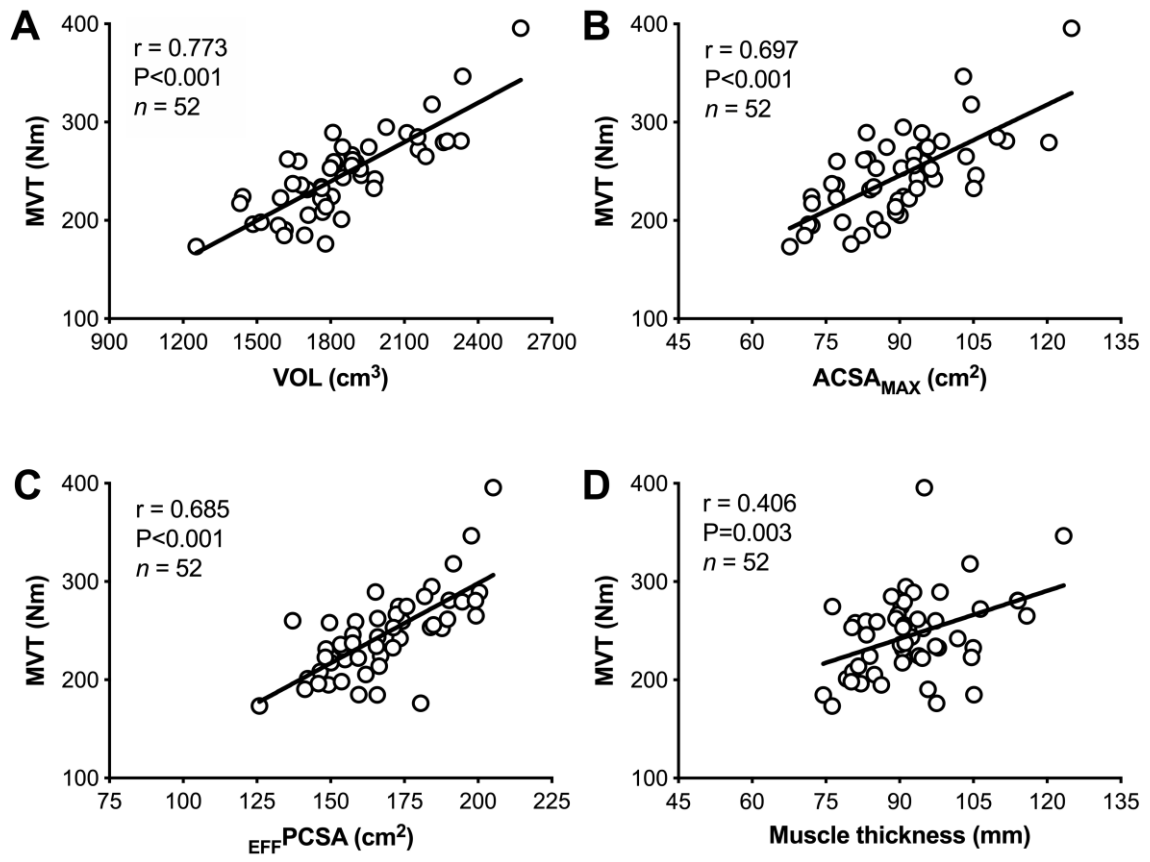 A
r = 0.773
P<0.001
n = 52
MVT (Nm)
400
300
200
100
900 1200 1500 1800 2100 2400 2700
VOL (cm³)
B
r = 0.697
P<0.001
n = 52
MVT (Nm)
400
300
200
100
45 60 75 90 105 120 135
ACSA_MAX (cm²)
C
r = 0.685
P<0.001
n = 52
MVT (Nm)
400
300
200
100
75 100 125 150 175 200 225
EFFPCSA (cm²)
D
r = 0.406
P=0.003
n = 52
MVT (Nm)
400
300
200
100
45 60 75 90 105 120 135
Muscle thickness (mm)